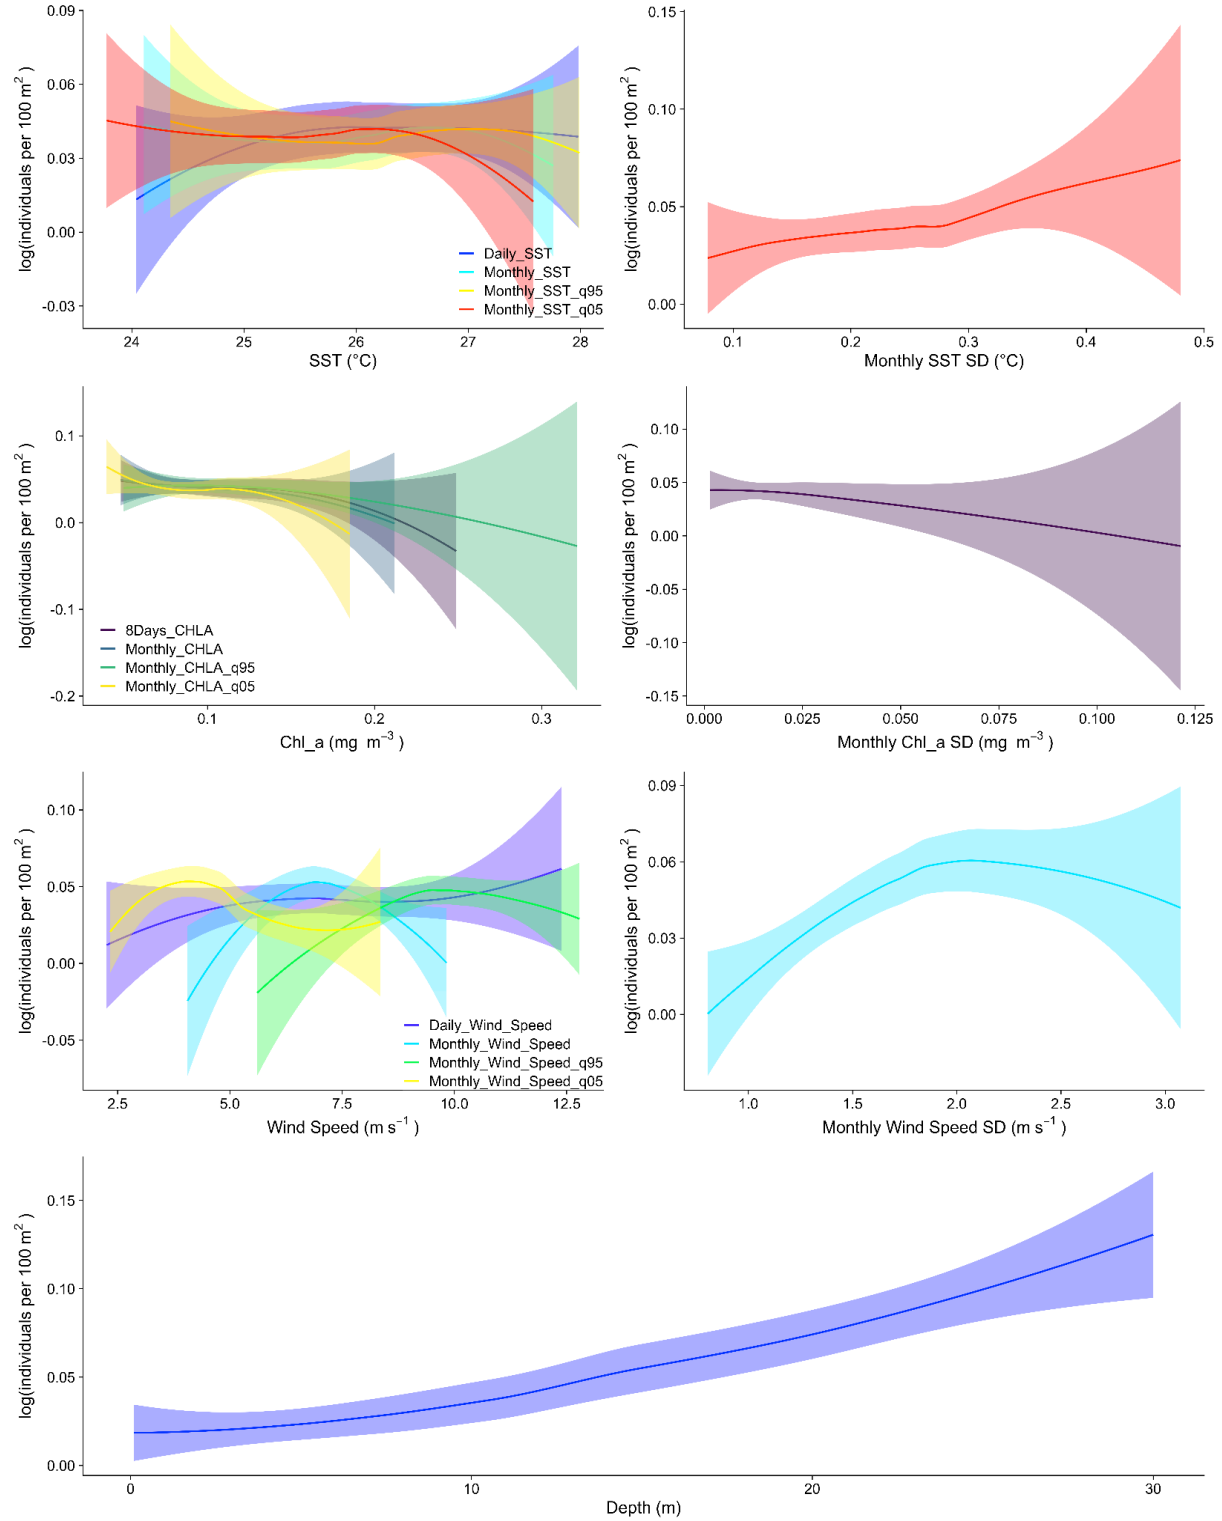 log(individuals per 100 m²)
0.09
0.06
0.03
0.00
-0.03
Daily_SST
Monthly_SST
Monthly_SST_q95
Monthly_SST_q05
24
25
26
27
28
SST (°C)
log(individuals per 100 m²)
0.15
0.10
0.05
0.00
0.1
0.2
0.3
0.4
0.5
Monthly SST SD (°C)
log(individuals per 100 m²)
0.1
0.0
-0.1
-0.2
8Days_CHLA
Monthly_CHLA
Monthly_CHLA_q95
Monthly_CHLA_q05
0.1
0.2
0.3
Chl_a (mg m⁻³)
log(individuals per 100 m²)
0.10
0.05
0.00
-0.05
-0.10
-0.15
0.000
0.025
0.050
0.075
0.100
0.125
Monthly Chl_a SD (mg m⁻³)
log(individuals per 100 m²)
0.10
0.05
0.00
-0.05
Daily_Wind_Speed
Monthly_Wind_Speed
Monthly_Wind_Speed_q95
Monthly_Wind_Speed_q05
2.5
5.0
7.5
10.0
12.5
Wind Speed (m s⁻¹)
log(individuals per 100 m²)
0.09
0.06
0.03
0.00
1.0
1.5
2.0
2.5
3.0
Monthly Wind Speed SD (m s⁻¹)
log(individuals per 100 m²)
0.15
0.10
0.05
0.00
0
10
20
30
Depth (m)